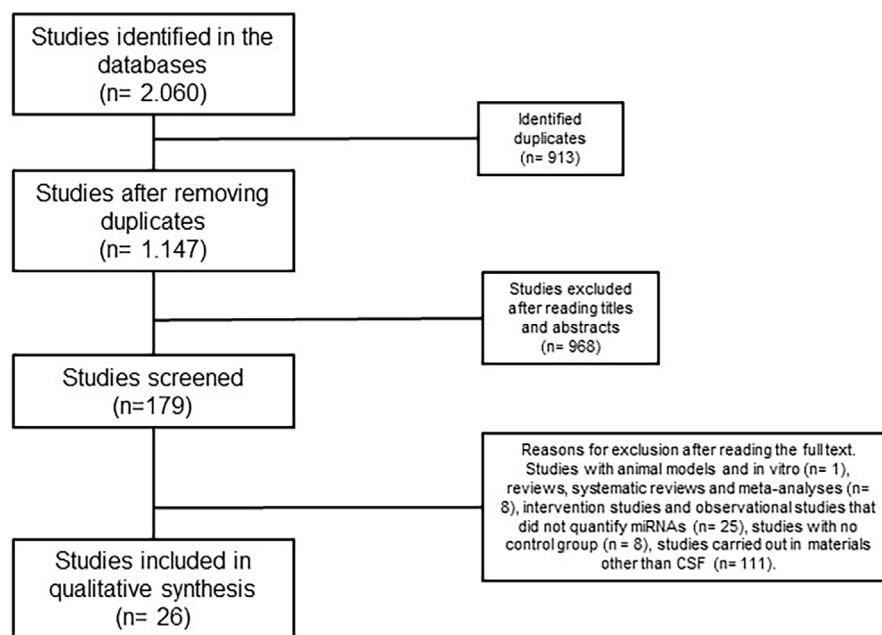 Studies identified in the
databases
(n= 2.060)
Identified
duplicates
(n= 913)
Studies after removing
duplicates
(n= 1.147)
Studies excluded
after reading titles
and abstracts
(n= 968)
Studies screened
(n=179)
Reasons for exclusion after reading the full text.
Studies with animal models and in vitro (n= 1),
reviews, systematic reviews and meta-analyses (n=
8), intervention studies and observational studies that
did not quantify miRNAs (n= 25), studies with no
control group (n = 8), studies carried out in materials
other than CSF (n= 111).
Studies included in
qualitative synthesis
(n= 26)